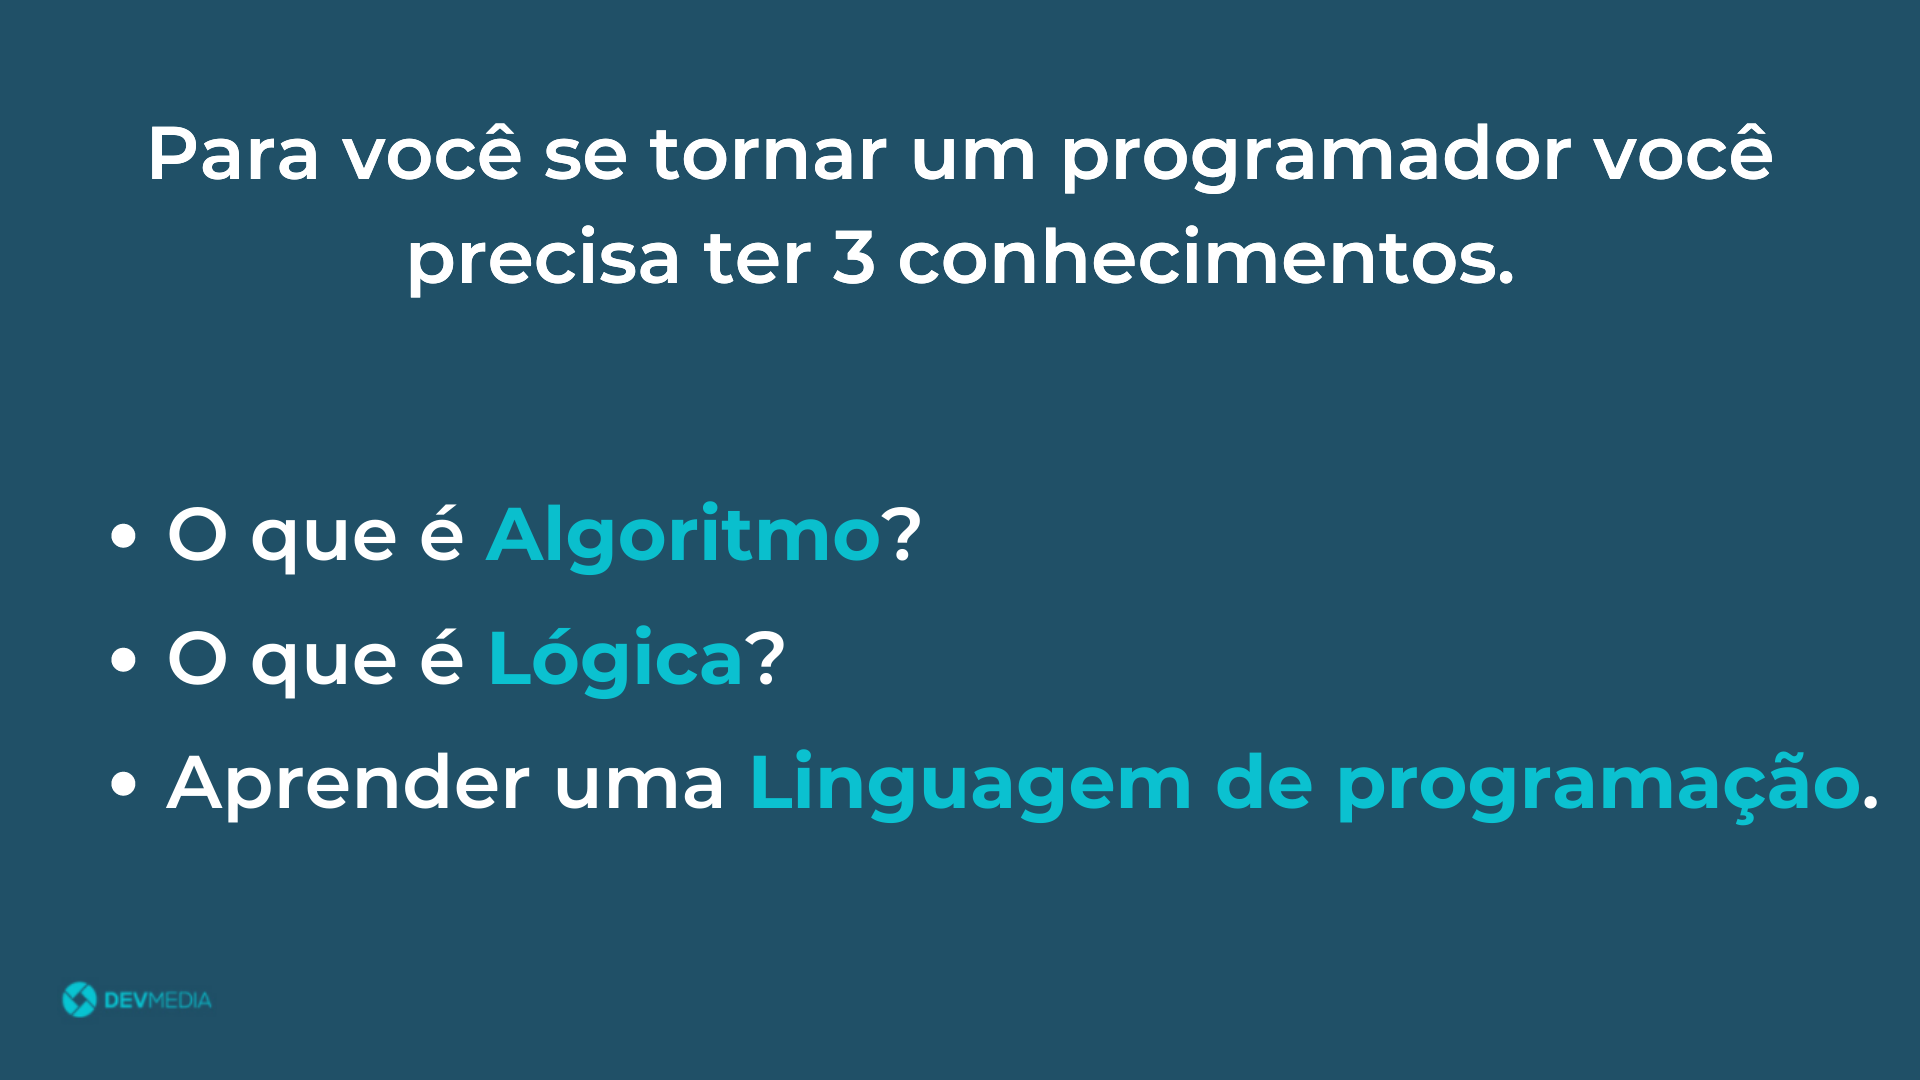 Para você se tornar um programador você
precisa ter 3 conhecimentos.
• O que é Algoritmo?
• O que é Lógica?
• Aprender uma Linguagem de programação.
DEVMEDIA